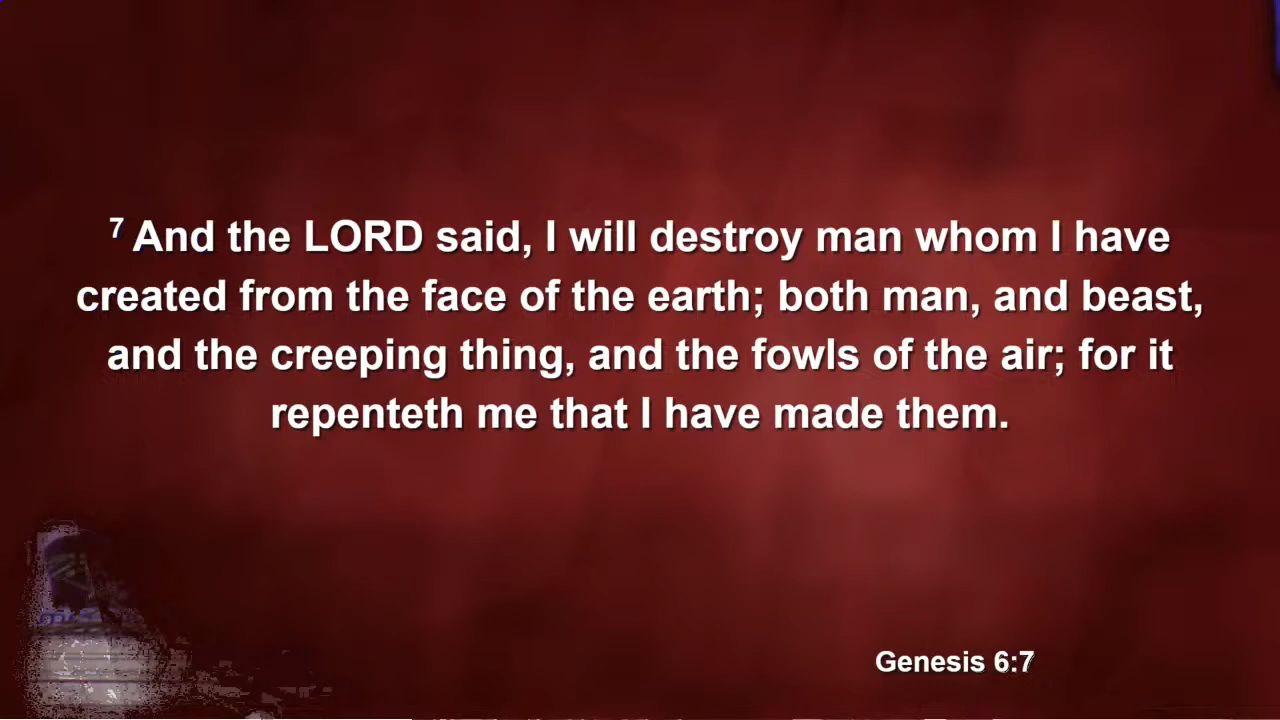 7 And the LORD said, I will destroy man whom I have
created from the face of the earth; both man, and beast,
and the creeping thing, and the fowls of the air; for it
repenteth me that I have made them.
Genesis 6:7